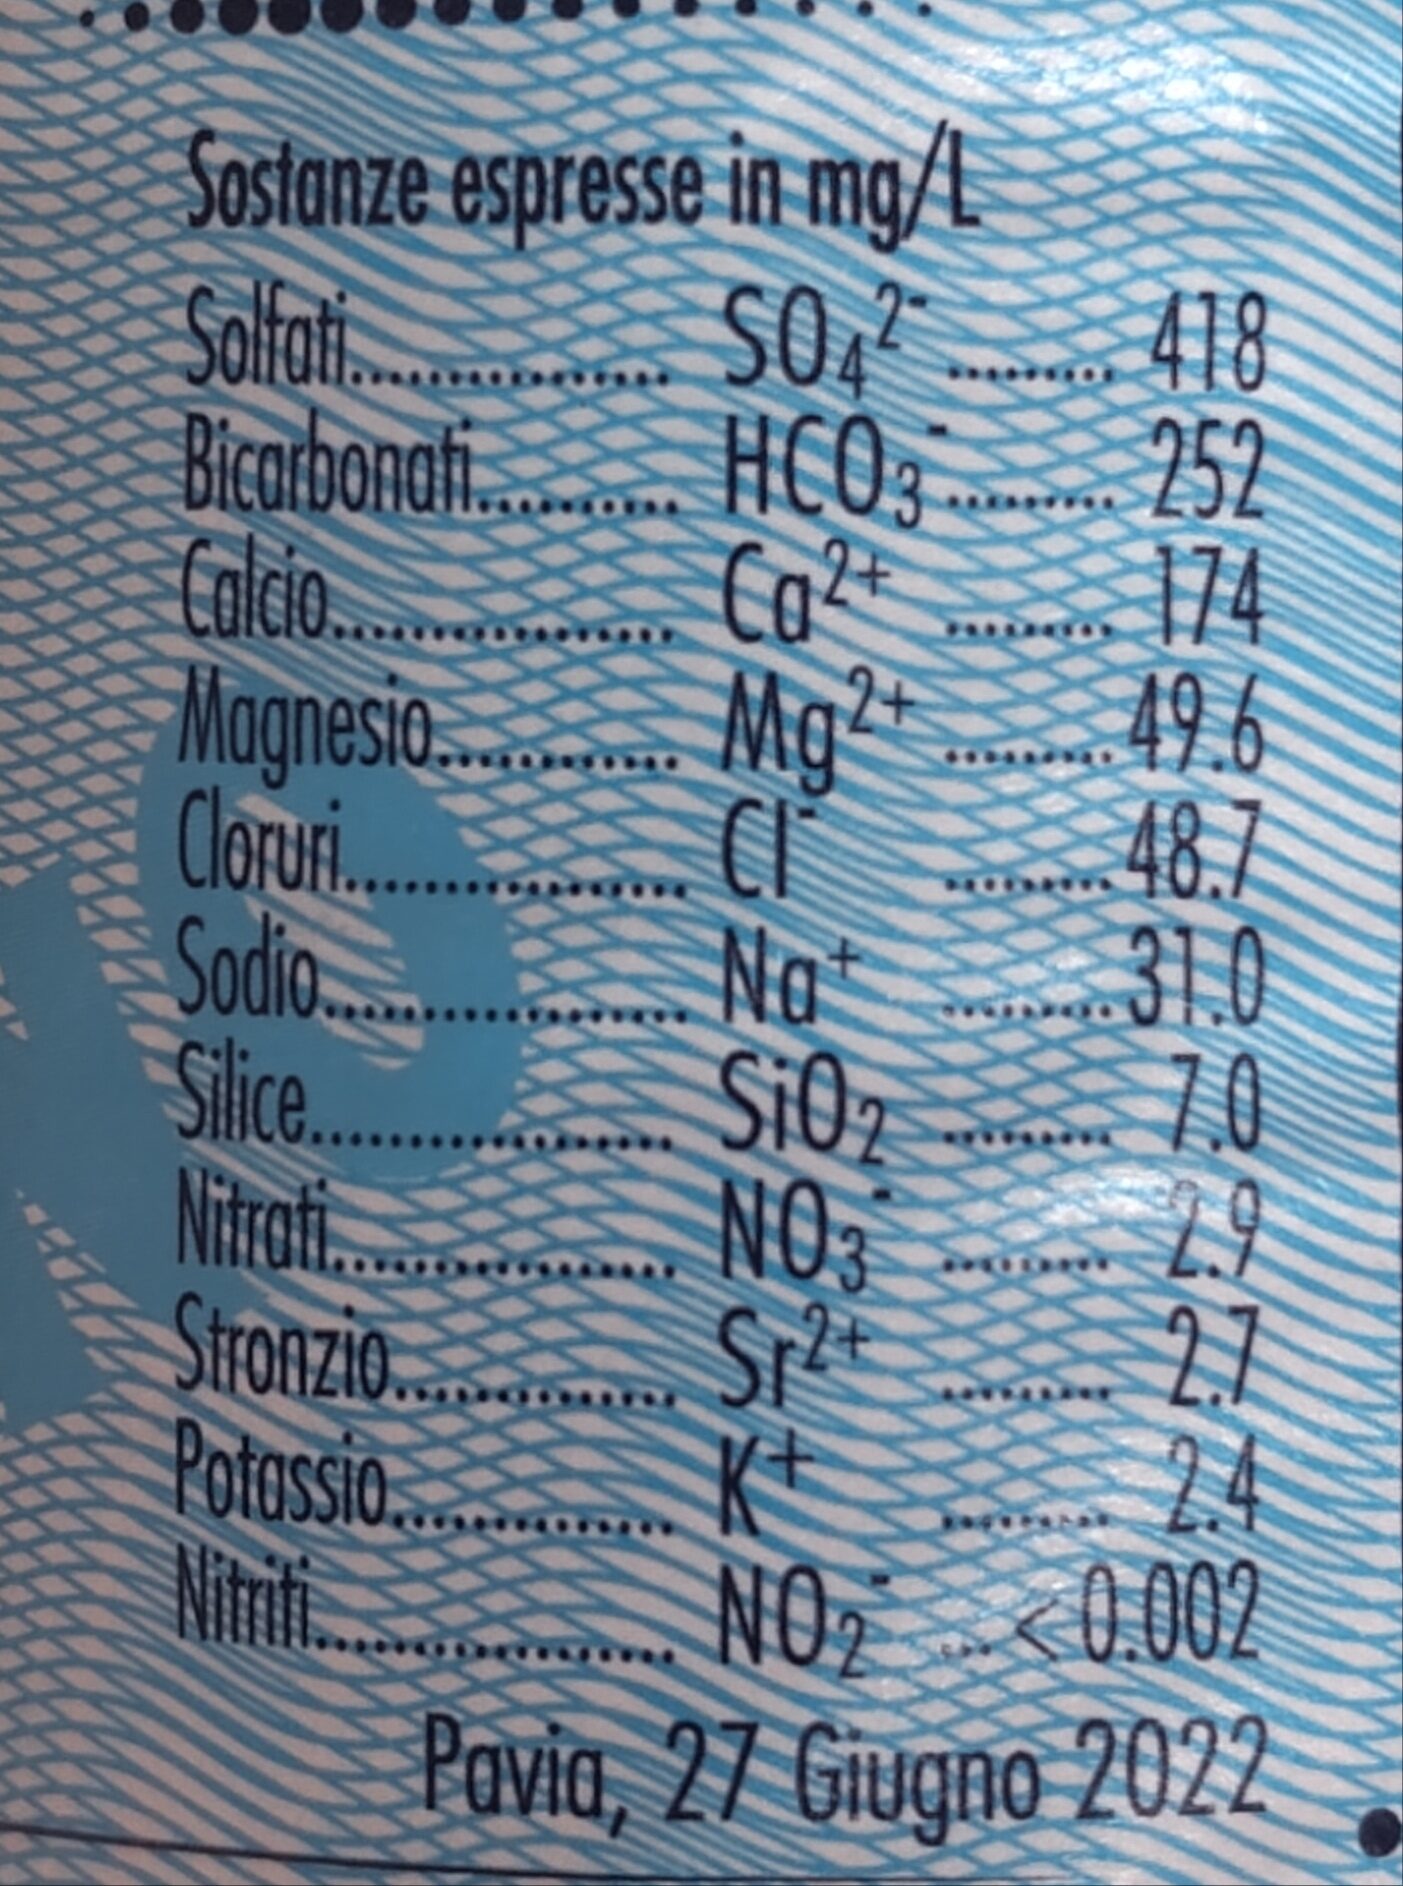 Sostanze espresse in mg/L
Solfati................ SO₄²⁻ ......... 418
Bicarbonati.......... HCO₃⁻ ......... 252
Calcio................. Ca²⁺ ......... 174
Magnesio............ Mg²⁺ ......... 49.6
Cloruri................. Cl⁻ ......... 48.7
Sodio.................. Na⁺ ......... 31.0
Silice.................. SiO₂ ......... 7.0
Nitrati................. NO₃⁻ ......... 2.9
Stronzio.............. Sr²⁺ ......... 2.7
Potassio.............. K⁺ ......... 2.4
Nitriti.................. NO₂⁻ ... < 0.002
Pavia, 27 Giugno 2022